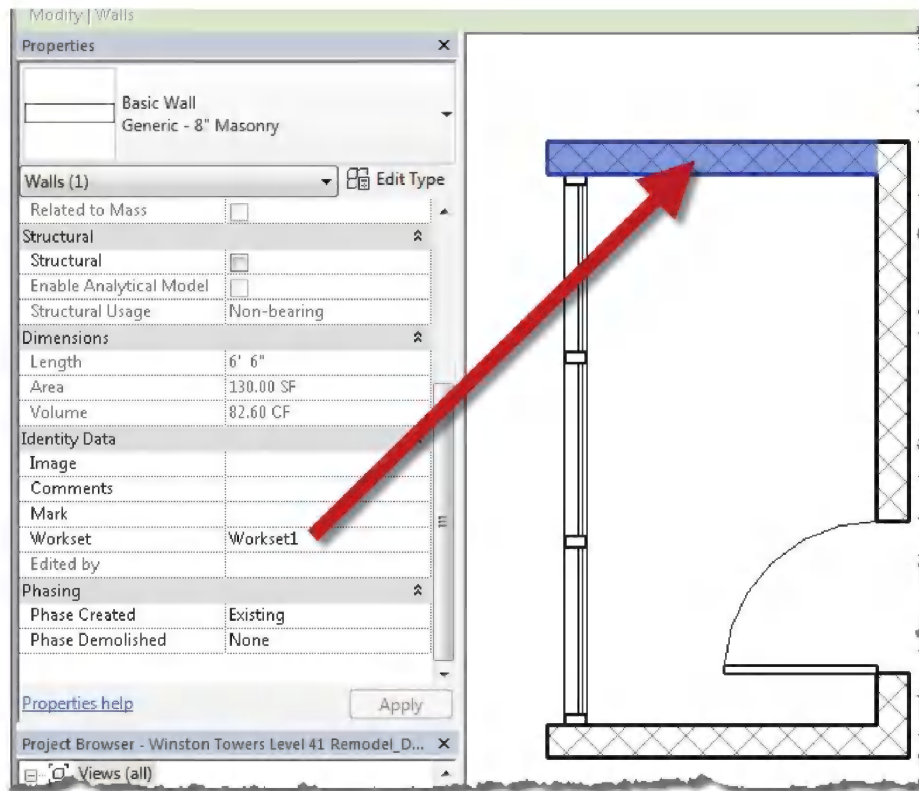 Modify | Walls
Properties
Basic Wall
Generic - 8" Masonry
Walls (1) Edit Type
Related to Mass
Structural
Structural
Enable Analytical Model
Structural Usage Non-bearing
Dimensions
Length 6' 6"
Area 130.00 SF
Volume 82.60 CF
Identity Data
Image
Comments
Mark
Workset Workset1
Edited by
Phasing
Phase Created Existing
Phase Demolished None
Properties help Apply
Project Browser - Winston Towers Level 41 Remodel_D...
Views (all)